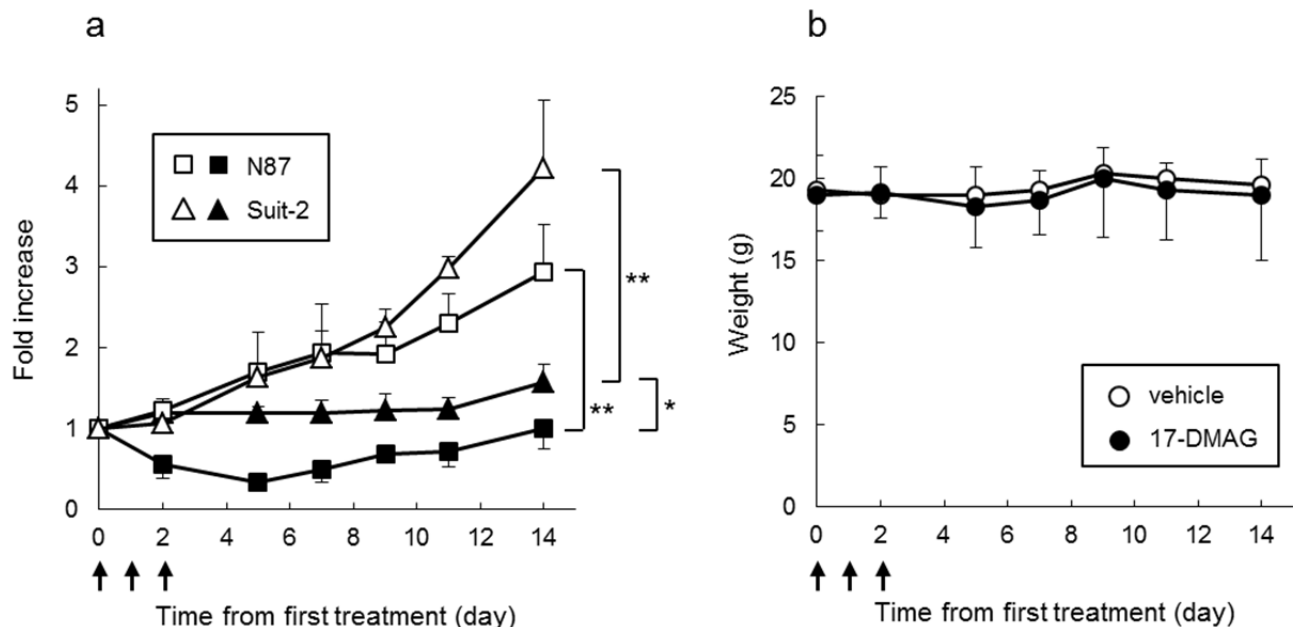 a
5
4
3
2
1
0
Fold increase
N87
Suit-2
**
**
*
0 2 4 6 8 10 12 14
Time from first treatment (day)
b
25
20
15
10
5
0
Weight (g)
vehicle
17-DMAG
0 2 4 6 8 10 12 14
Time from first treatment (day)